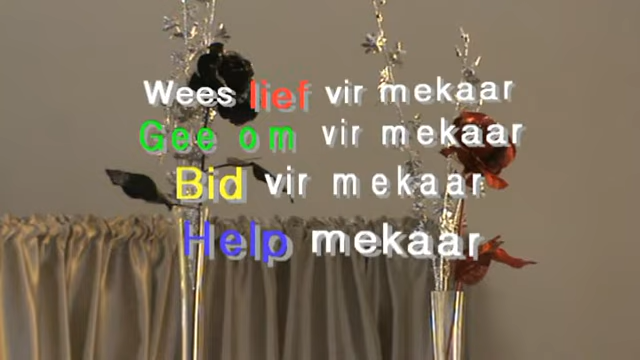 Wees lief vir mekaar
Gee om vir mekaar
Bid vir mekaar
Help mekaar